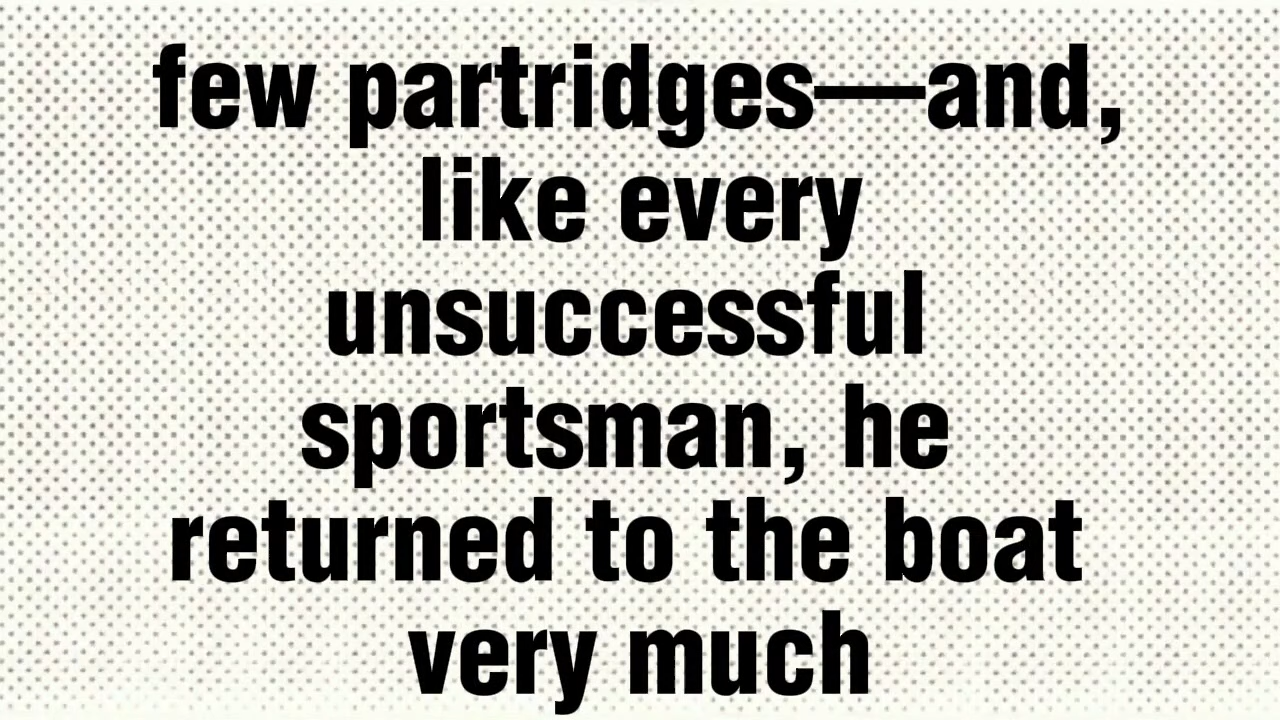 few partridges—and,
like every
unsuccessful
sportsman, he
returned to the boat
very much